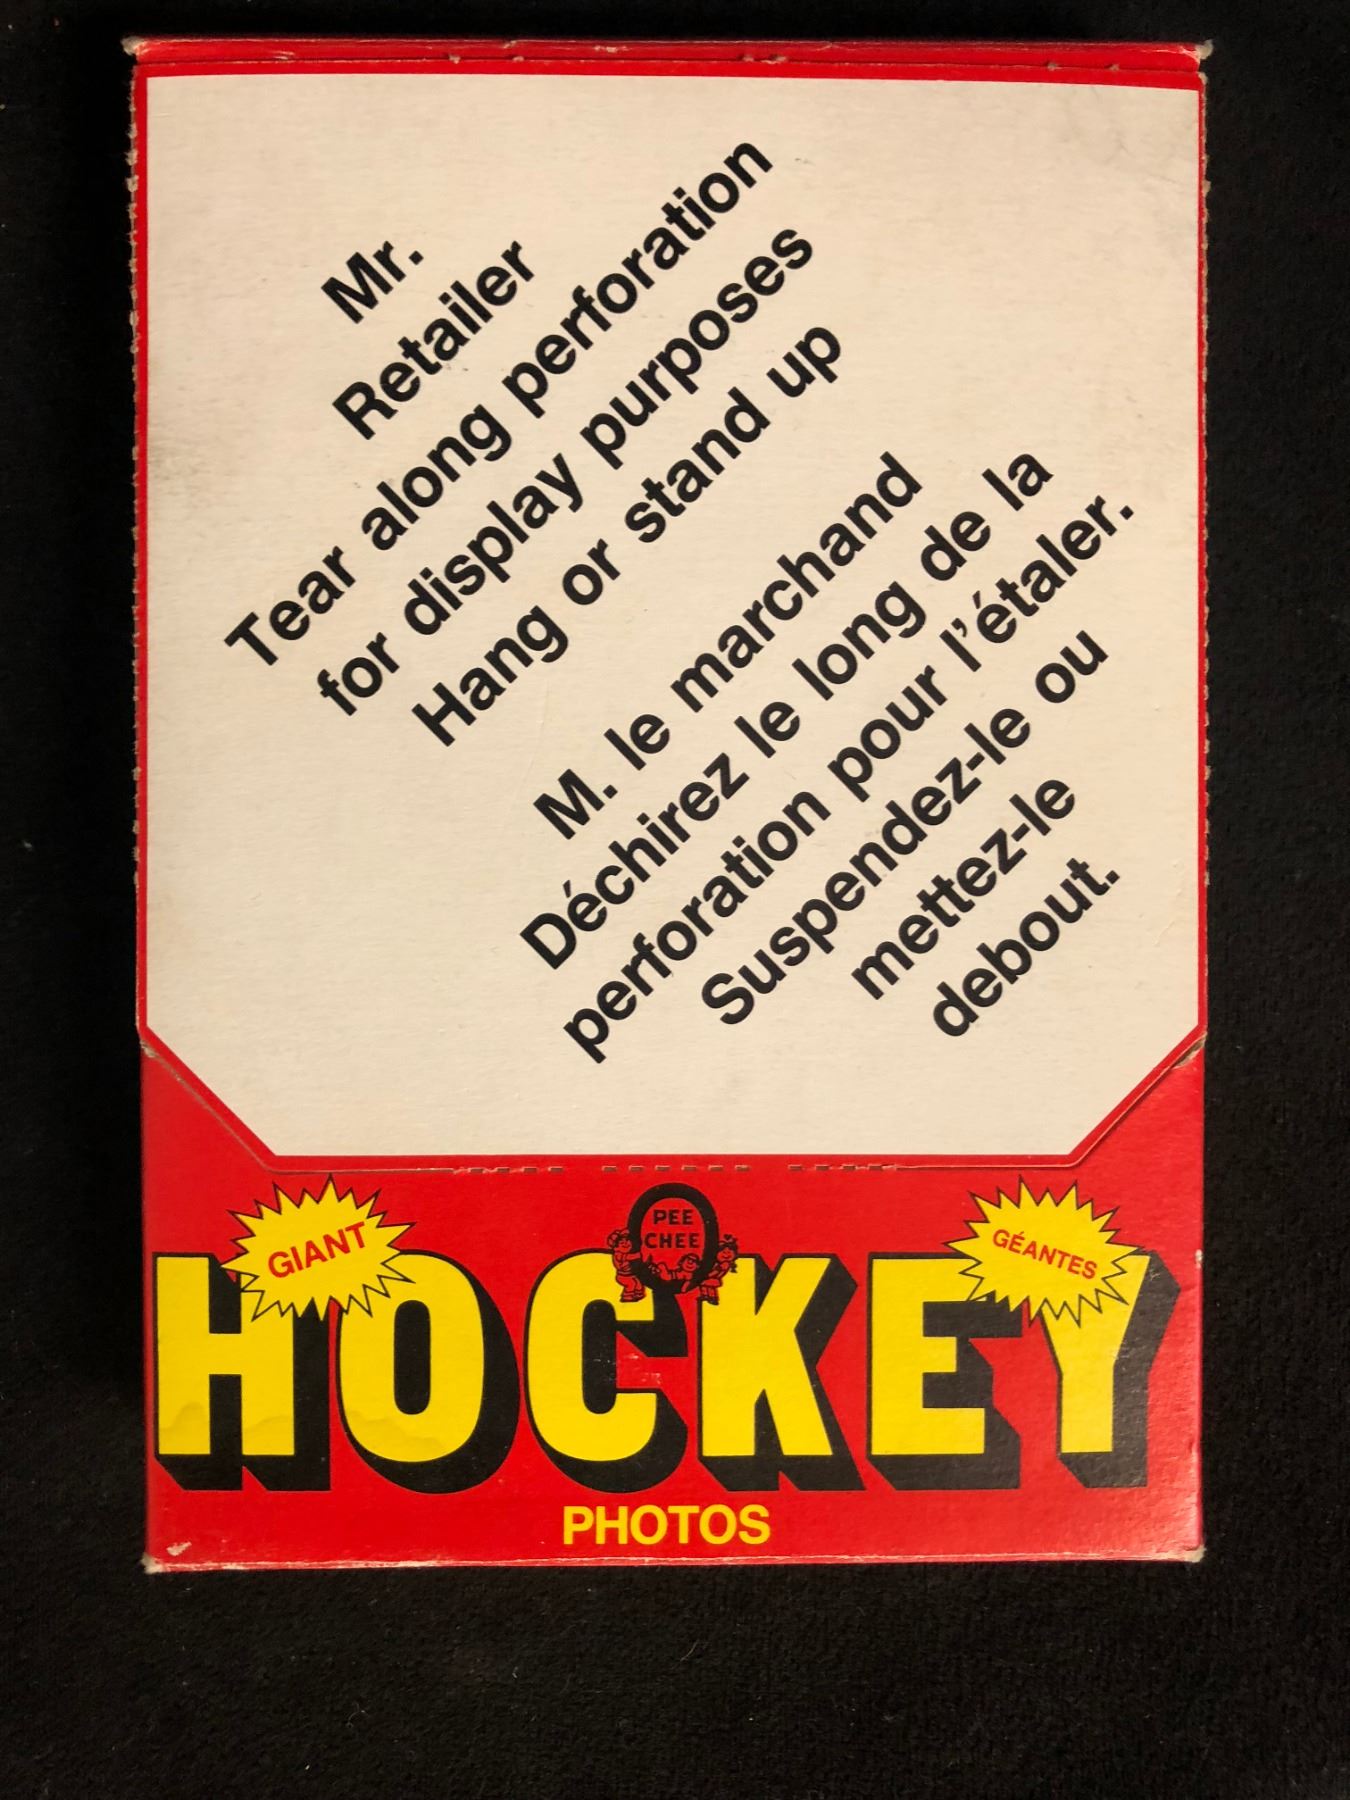 Mr.
Retailer
Tear along perforation
for display purposes
Hang or stand up
M. le marchand
Déchirez le long de la
perforation pour l'étaler.
Suspendez-le ou
mettez-le
debout.
GIANT
O
PEE
CHEE
GÉANTES
HOCKEY
PHOTOS